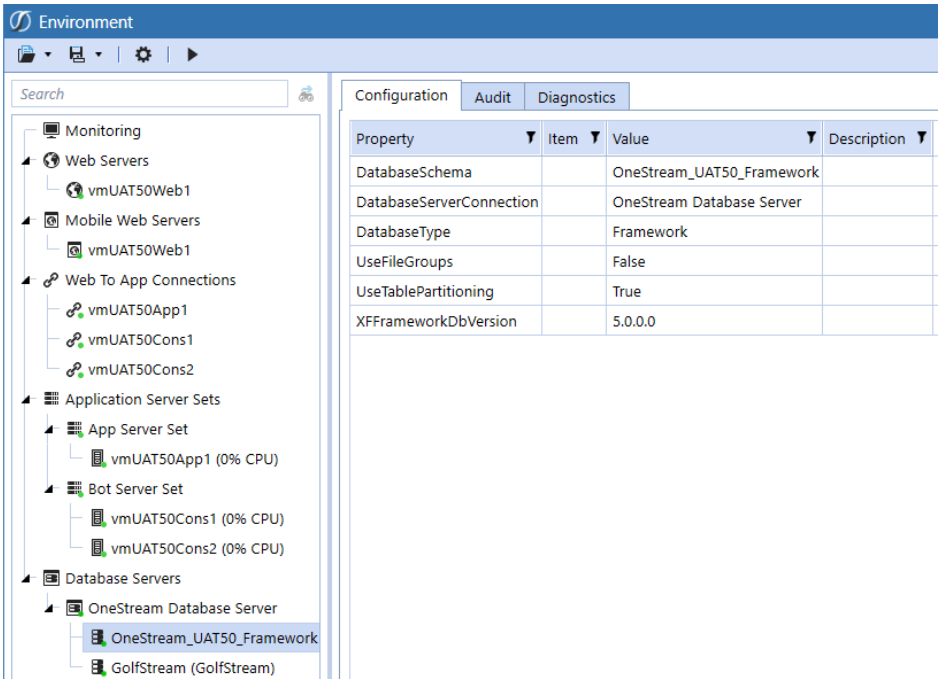 Environment
Search
Monitoring
Web Servers
vmUAT50Web1
Mobile Web Servers
vmUAT50Web1
Web To App Connections
vmUAT50App1
vmUAT50Cons1
vmUAT50Cons2
Application Server Sets
App Server Set
vmUAT50App1 (0% CPU)
Bot Server Set
vmUAT50Cons1 (0% CPU)
vmUAT50Cons2 (0% CPU)
Database Servers
OneStream Database Server
OneStream_UAT50_Framework
GolfStream (GolfStream)
Configuration Audit Diagnostics
Property Item Value Description
DatabaseSchema OneStream_UAT50_Framework
DatabaseServerConnection OneStream Database Server
DatabaseType Framework
UseFileGroups False
UseTablePartitioning True
XFFrameworkDbVersion 5.0.0.0